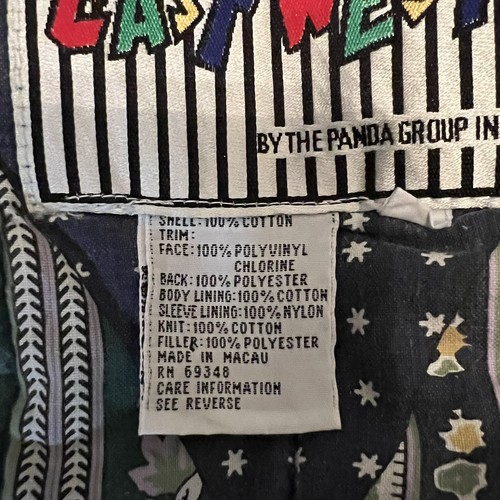 EAST WEST
BY THE PANDA GROUP IN
SHELL: 100% COTTON
TRIM:
FACE: 100% POLYVINYL
CHLORINE
BACK: 100% POLYESTER
BODY LINING: 100% COTTON
SLEEVE LINING: 100% NYLON
KNIT: 100% COTTON
FILLER: 100% POLYESTER
MADE IN MACAU
RN 69348
CARE INFORMATION
SEE REVERSE